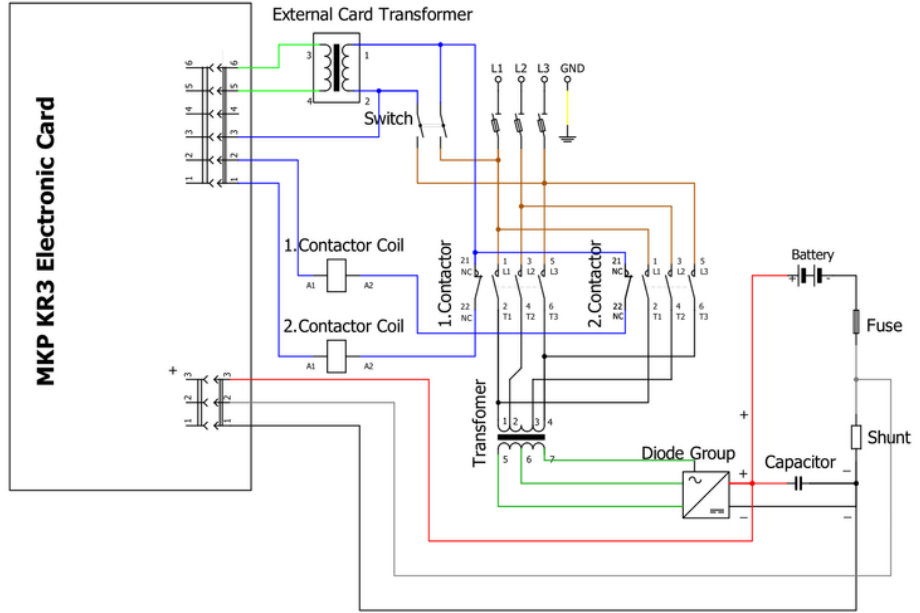 External Card Transformer
3
1
4
2
L1 L2 L3 GND
Switch
6 6
5 5
4 4
3 3
2 2
1 1
MKP KR3 Electronic Card
1.Contactor Coil
A1 A2
2.Contactor Coil
A1 A2
1.Contactor
21 1 3 5
NC L1 L2 L3
22 2 4 6
NC T1 T2 T3
2.Contactor
21 1 3 5
NC L1 L2 L3
22 2 4 6
NC T1 T2 T3
Battery
+ -
Fuse
+
3 3
2 2
1 1
Transfomer
1 2 3 4
5 6 7
+
Shunt
Diode Group
Capacitor
+ −
− −